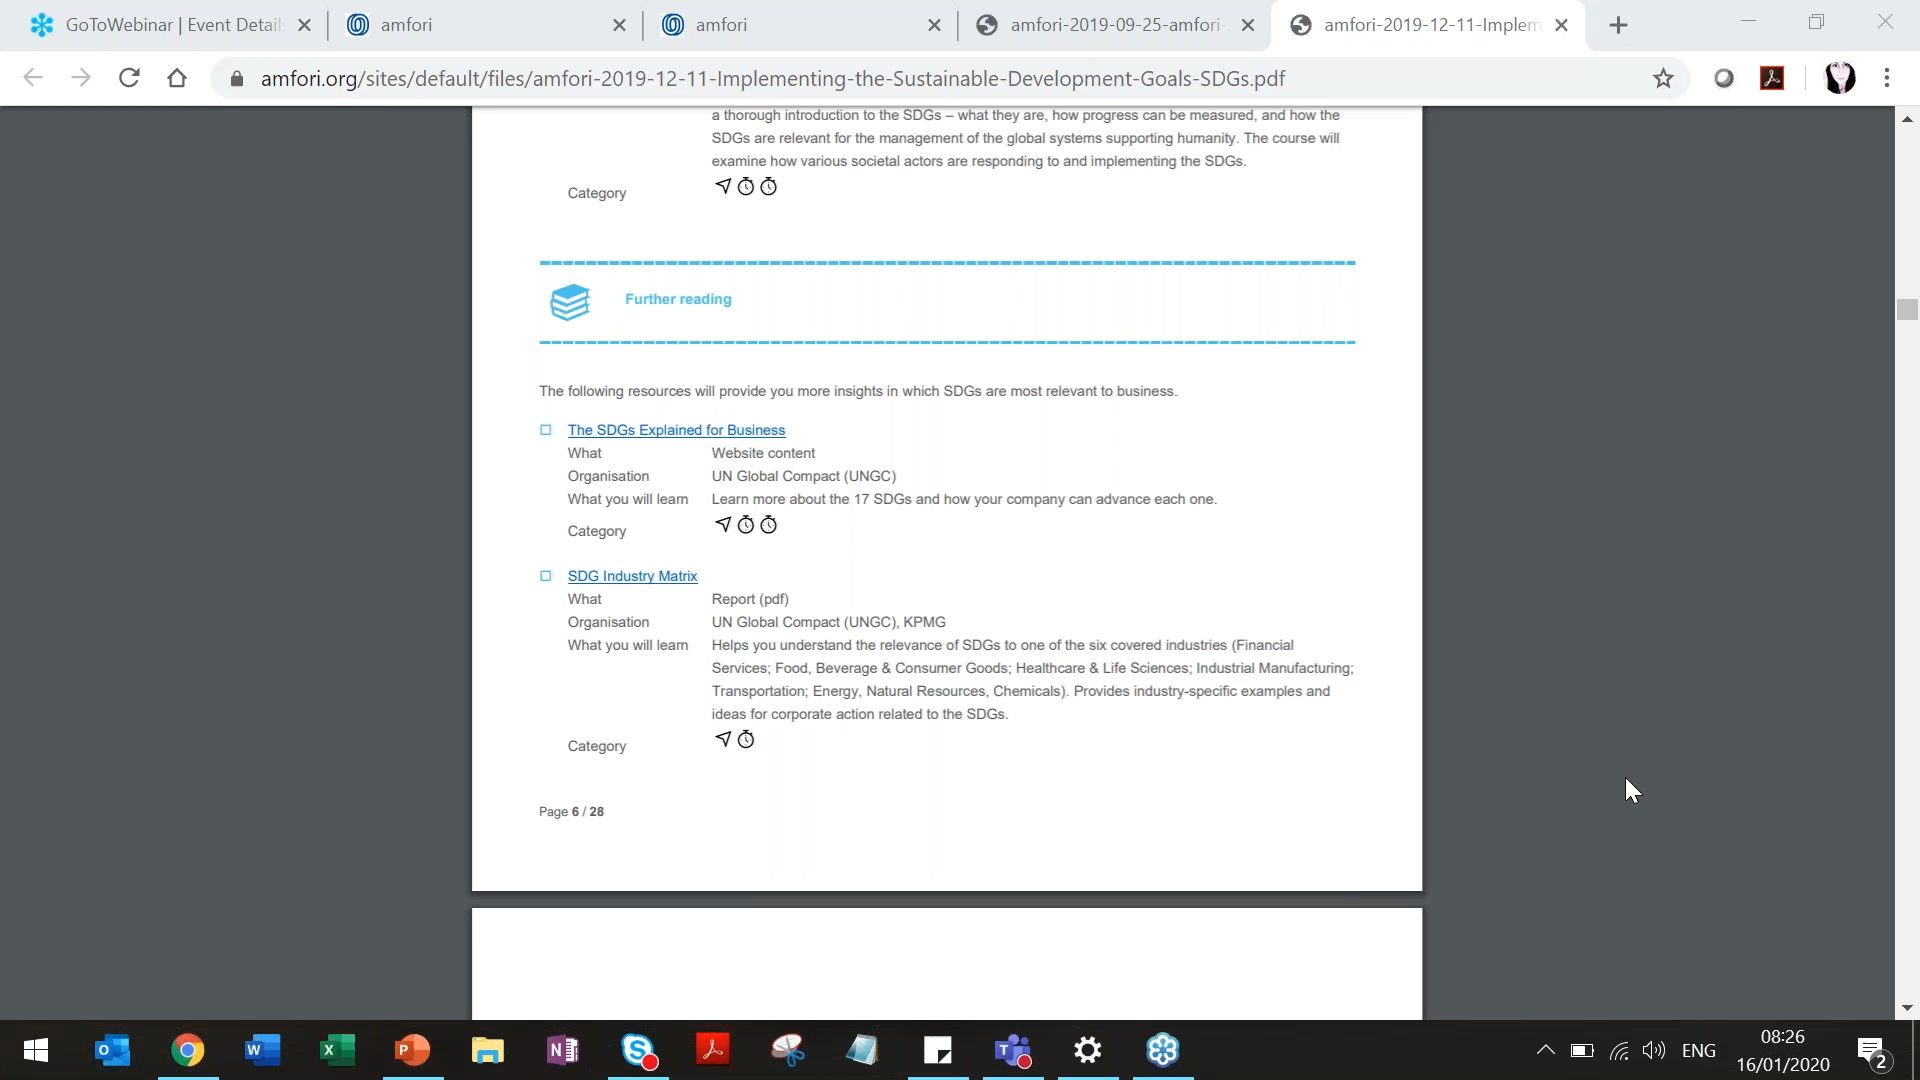 GoToWebinar | Event Details
amfori
amfori
amfori-2019-09-25-amfori-
amfori-2019-12-11-Implem
amfori.org/sites/default/files/amfori-2019-12-11-Implementing-the-Sustainable-Development-Goals-SDGs.pdf
a thorough introduction to the SDGs – what they are, how progress can be measured, and how the
SDGs are relevant for the management of the global systems supporting humanity. The course will
examine how various societal actors are responding to and implementing the SDGs.
Category
Further reading
The following resources will provide you more insights in which SDGs are most relevant to business.
The SDGs Explained for Business
What Website content
Organisation UN Global Compact (UNGC)
What you will learn Learn more about the 17 SDGs and how your company can advance each one.
Category
SDG Industry Matrix
What Report (pdf)
Organisation UN Global Compact (UNGC), KPMG
What you will learn Helps you understand the relevance of SDGs to one of the six covered industries (Financial
Services; Food, Beverage & Consumer Goods; Healthcare & Life Sciences; Industrial Manufacturing;
Transportation; Energy, Natural Resources, Chemicals). Provides industry-specific examples and
ideas for corporate action related to the SDGs.
Category
Page 6 / 28
ENG
08:26
16/01/2020
2